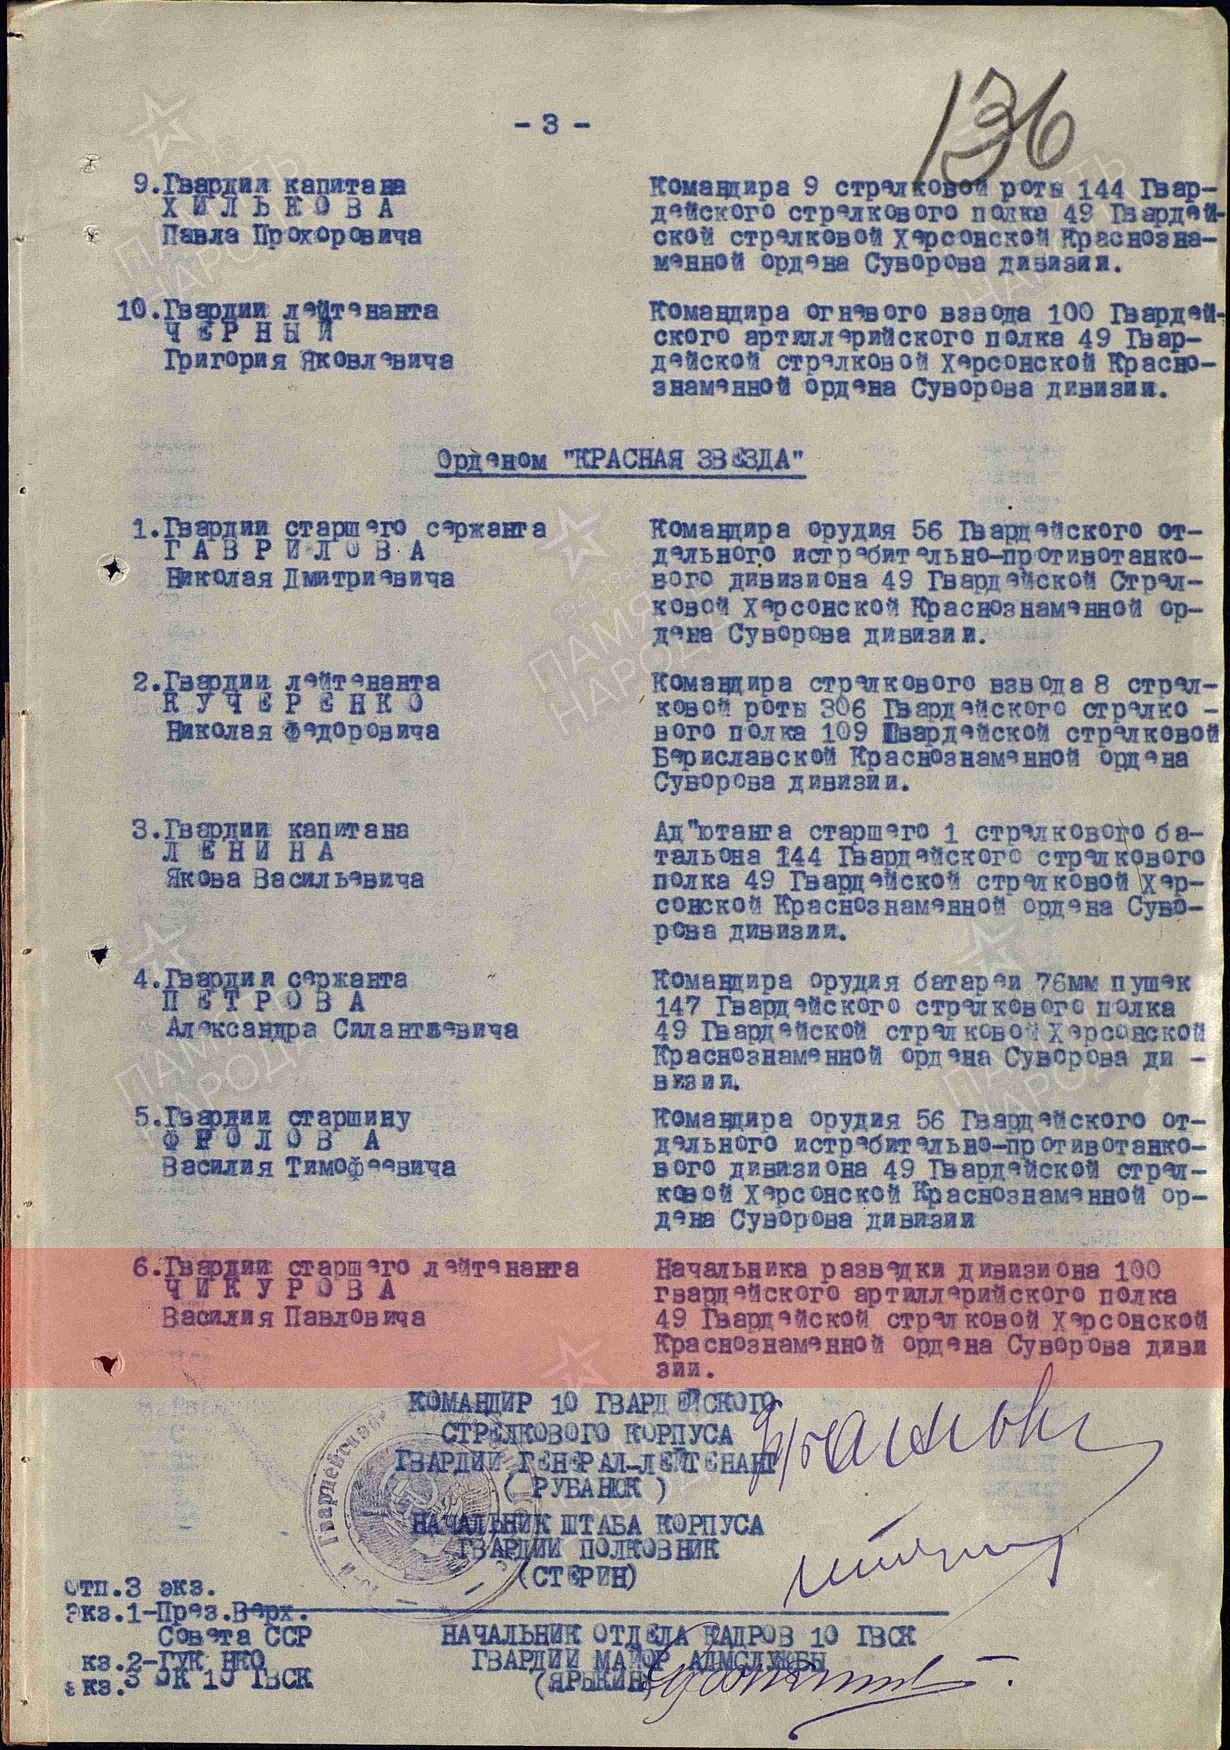 136
- 3 -
9.Гвардии капитана
ХИЛЬКОВА
Павла Прохоровича
Командира 9 стрелковой роты 144 Гвар-
дейского стрелкового полка 49 Гвардей-
ской стрелковой Херсонской Краснозна-
менной ордена Суворова дивизии.
10.Гвардии лейтенанта
ЧЕРНЫЙ
Григория Яковлевича
Командира огневого взвода 100 Гвардей-
ского артиллерийского полка 49 Гвар-
дейской стрелковой Херсонской Красно-
знаменной ордена Суворова дивизии.
Орденом "КРАСНАЯ ЗВЕЗДА"
1.Гвардии старшего сержанта
ГАВРИЛОВА
Николая Дмитриевича
Командира орудия 56 Гвардейского от-
дельного истребительно-противотанко-
вого дивизиона 49 Гвардейской Стрел-
ковой Херсонской Краснознаменной ор-
дена Суворова дивизии.
2.Гвардии лейтенанта
КУЧЕРЕНКО
Николая Федоровича
Командира стрелкового взвода 8 стрел-
ковой роты 306 Гвардейского стрелко -
вого полка 109 Гвардейской стрелковой
Бериславской Краснознаменной ордена
Суворова дивизии.
3.Гвардии капитана
ЛЕНИНА
Якова Васильевича
Ад"ютанта старшего 1 стрелкового ба-
тальона 144 Гвардейского стрелкового
полка 49 Гвардейской стрелковой Хер-
сонской Краснознаменной ордена Суво-
рова дивизии.
4.Гвардии сержанта
ПЕТРОВА
Александра Силантиевича
Командира орудия батареи 76мм пушек
147 Гвардейского стрелкового полка
49 Гвардейской стрелковой Херсонской
Краснознаменной ордена Суворова ди -
визии.
5.Гвардии старшину
ФРОЛОВА
Василия Тимофеевича
Командира орудия 56 Гвардейского от-
дельного истребительно-противотанко-
вого дивизиона 49 Гвардейской стрел-
ковой Херсонской Краснознаменной ор-
дена Суворова дивизии
6.Гвардии старшего лейтенанта
ЧИКУРОВА
Василия Павловича
Начальника разведки дивизиона 100
гвардейского артиллерийского полка
49 Гвардейской стрелковой Херсонской
Краснознаменной ордена Суворова диви
зии.
КОМАНДИР 10 ГВАРДЕЙСКОГО
СТРЕЛКОВОГО КОРПУСА
ГВАРДИИ ГЕНЕРАЛ-ЛЕЙТЕНАНТ
( РУБАНЮК )
НАЧАЛЬНИК ШТАБА КОРПУСА
ГВАРДИИ ПОЛКОВНИК
(СТЕРИН)
отп.3 экз.
экз.1-През.Верх.
Совета ССР
кз.2-ГУК НКО
экз.3 ОК 10 ГВСК
НАЧАЛЬНИК ОТДЕЛА КАДРОВ 10 ГВСК
ГВАРДИИ МАЙОР АДМСЛУЖБЫ
(ЯРЫКИН)
ПАМЯТЬ
НАРОДА
1941-1945
ПАМЯТЬ
НАРОДА